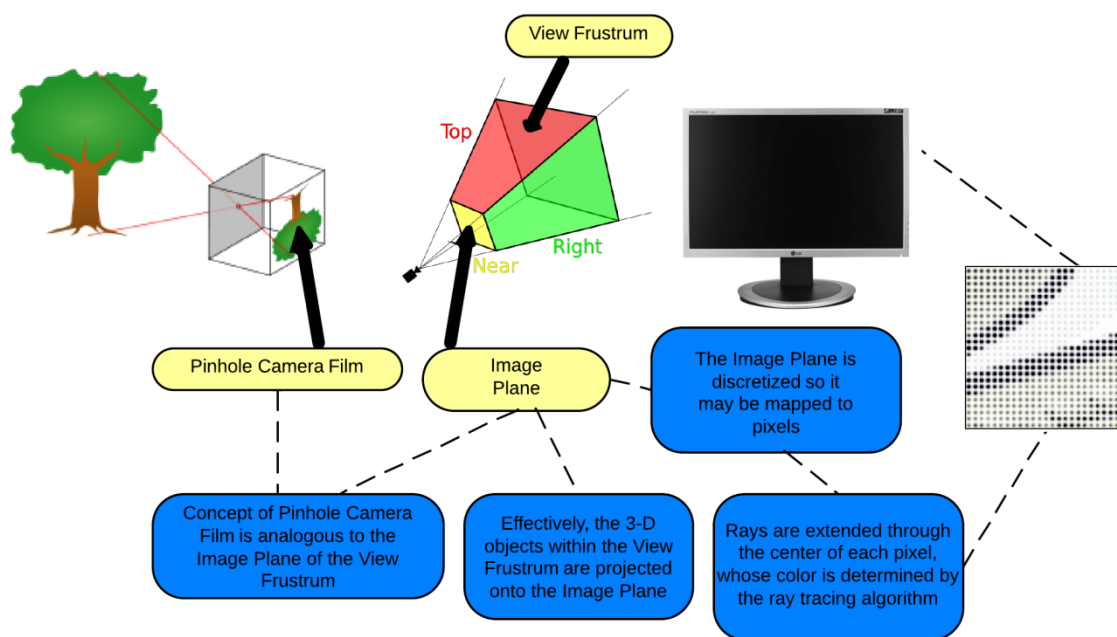 View Frustrum
Top
Right
Near
LG
Pinhole Camera Film
Image
Plane
The Image Plane is
discretized so it
may be mapped to
pixels
Concept of Pinhole Camera
Film is analogous to the
Image Plane of the View
Frustrum
Effectively, the 3-D
objects within the View
Frustrum are projected
onto the Image Plane
Rays are extended through
the center of each pixel,
whose color is determined by
the ray tracing algorithm